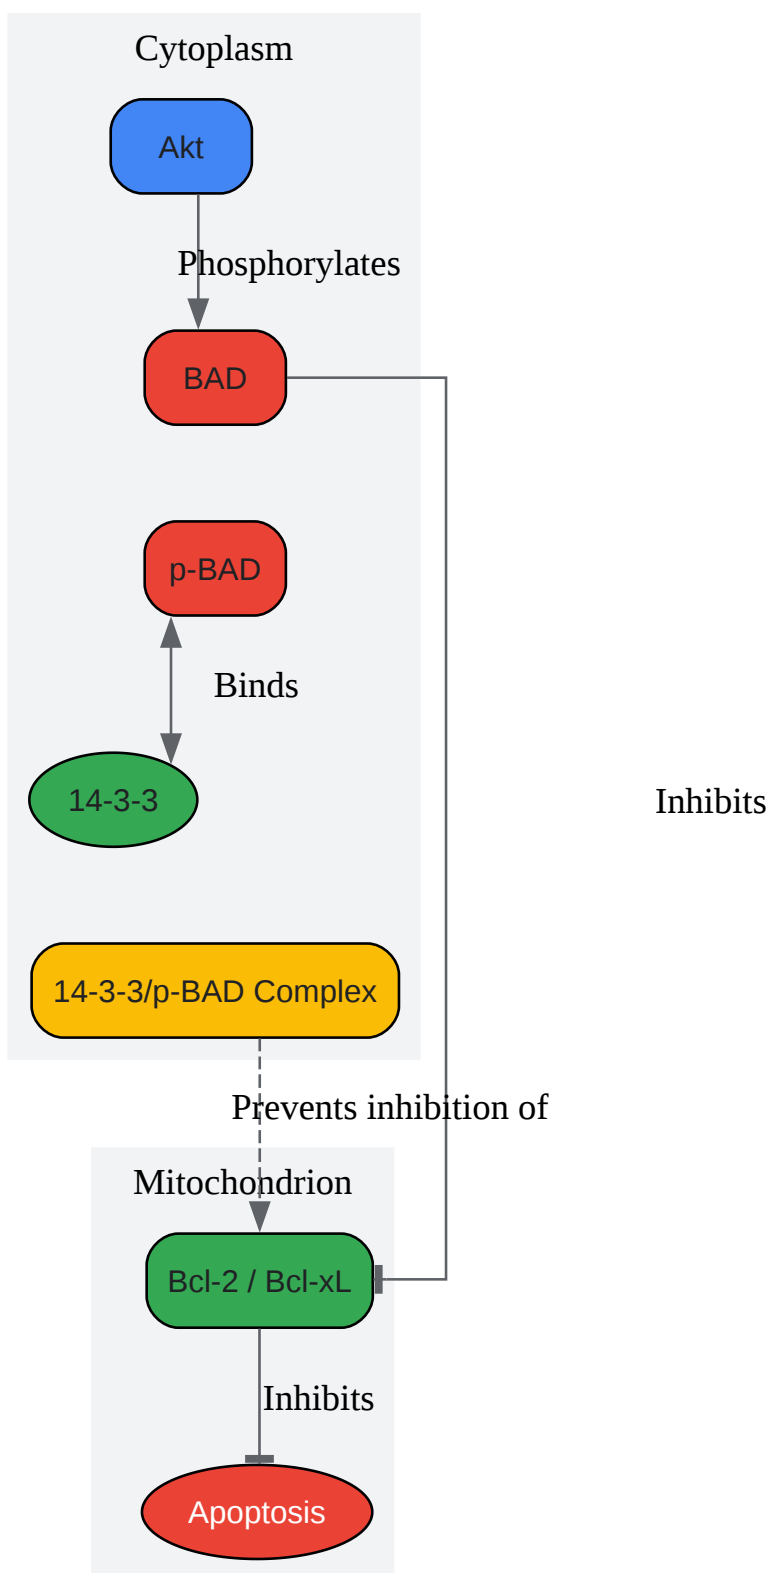 Cytoplasm
Akt
Phosphorylates
BAD
p-BAD
Binds
14-3-3
Inhibits
14-3-3/p-BAD Complex
Prevents inhibition of
Mitochondrion
Bcl-2 / Bcl-xL
Inhibits
Apoptosis